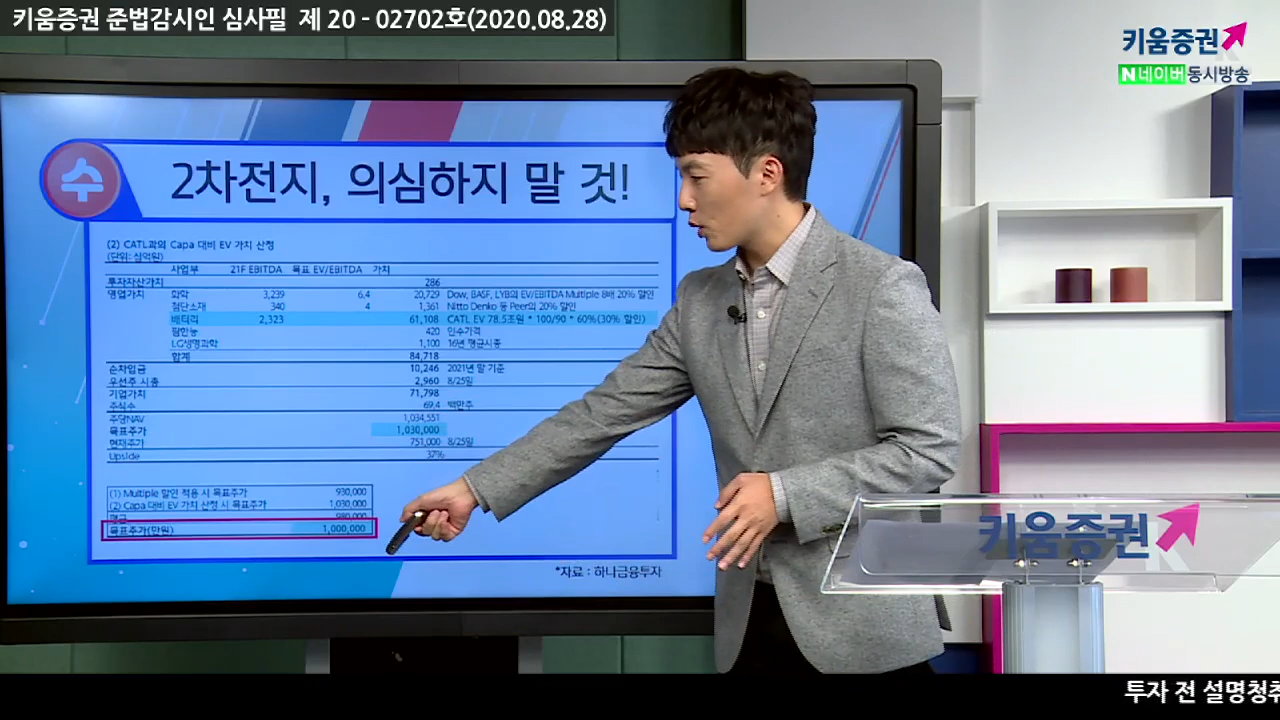 키움증권 준법감시인 심사필 제 20 - 02702호(2020.08.28)
키움증권
N 네이버 동시방송
수
2차전지, 의심하지 말 것!
(2) CATL과의 Capa 대비 EV 가치 산정
(단위: 십억원)
사업부 21F EBITDA 목표 EV/EBITDA 가치
투자자산가치 286
영업가치 화학 3,239 6.4 20,729 Dow, BASF, LYB의 EV/EBITDA Multiple 8배 20% 할인
첨단소재 340 4 1,361 Nitto Denko 등 Peer의 20% 할인
배터리 2,323 61,108 CATL EV 78.5조원 * 100/90 * 60%(30% 할인)
팜한농 420 인수가격
LG생명과학 1,100 16년 평균시총
합계 84,718
순차입금 10,246 2021년 말 기준
우선주 시총 2,960 8/25일
기업가치 71,798
주식수 69.4 백만주
주당NAV 1,034,551
목표주가 1,030,000
현재주가 751,000 8/25일
Upside 37%
(1) Multiple 할인 적용 시 목표주가 930,000
(2) Capa 대비 EV 가치 산정 시 목표주가 1,030,000
평균 980,000
목표주가(만원) 1,000,000
*자료 : 하나금융투자
키움증권
투자 전 설명청취